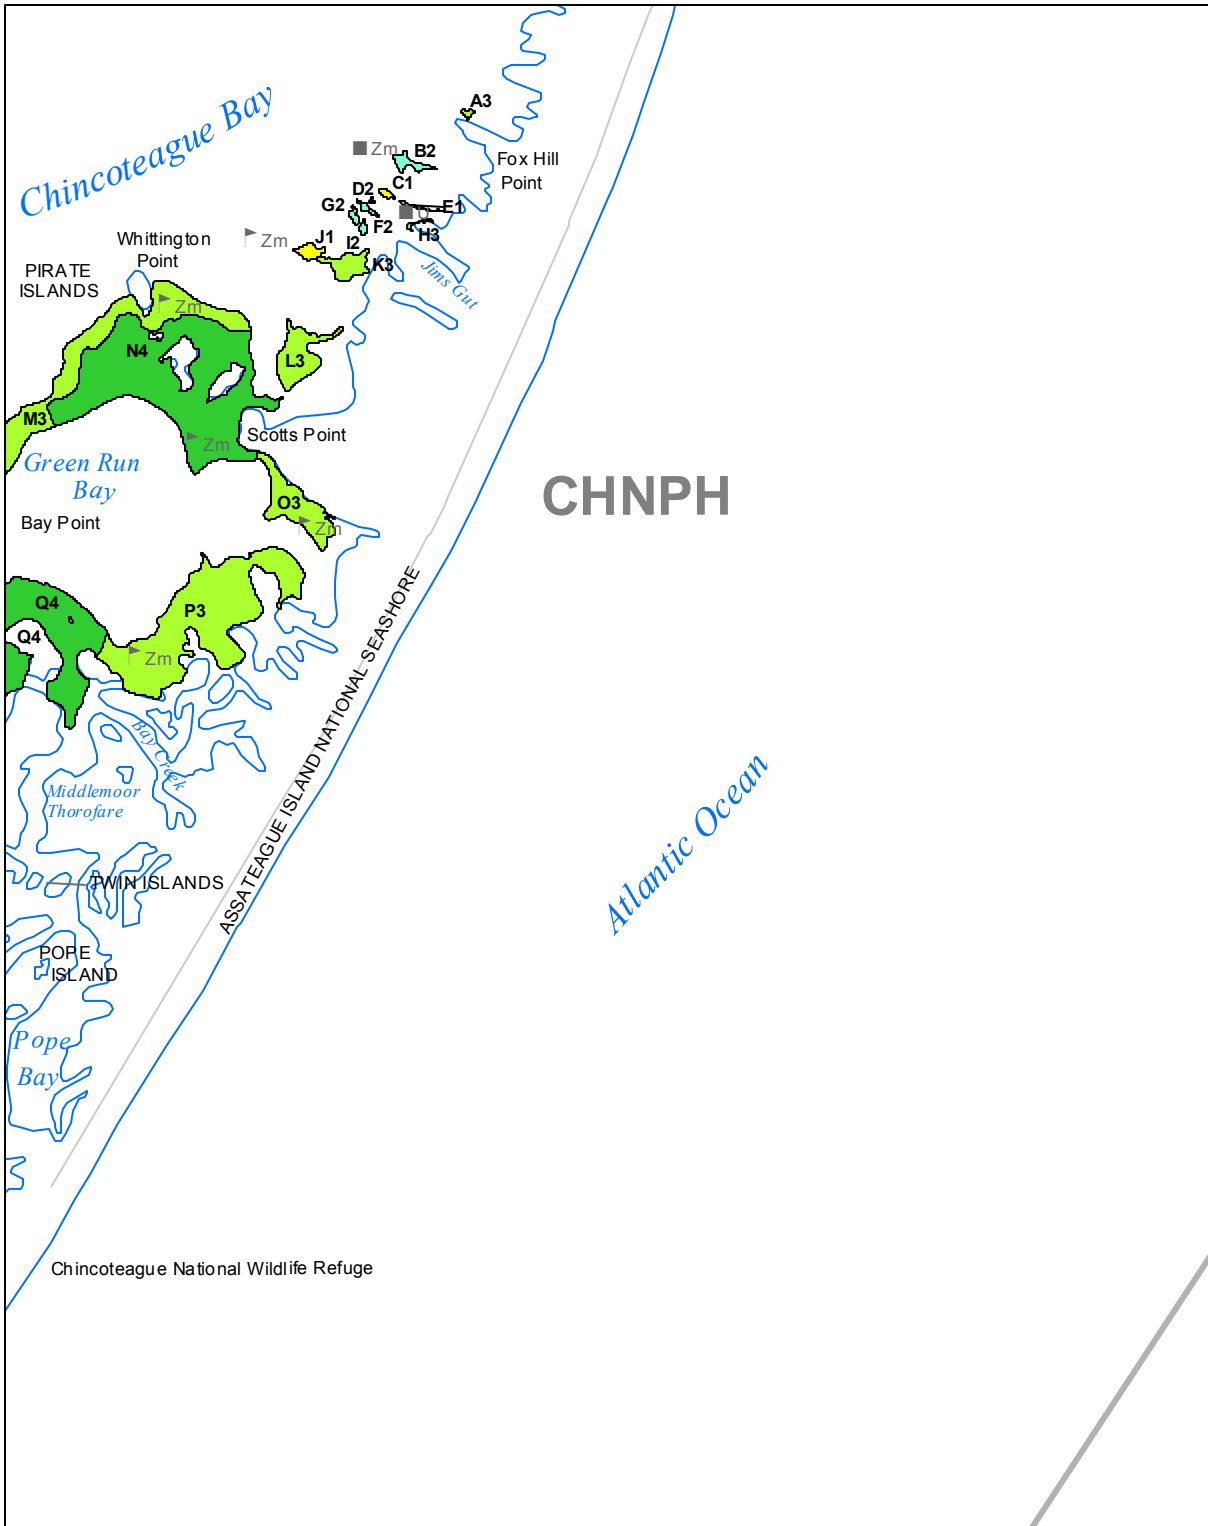 A3
Chincoteague Bay
Zm
B2
Fox Hill
Point
C1
D2
G2
E1
U
F2
H3
Zm
J1
I2
K3
Whittington
Point
Jims Gut
PIRATE
ISLANDS
Zm
N4
L3
M3
Scotts Point
Zm
Green Run
Bay
CHNPH
O3
Bay Point
Zm
Q4
P3
Q4
Zm
ASSATEAGUE ISLAND NATIONAL SEASHORE
Bay Creek
Middlemoor
Thorofare
Atlantic Ocean
TWIN ISLANDS
POPE
ISLAND
Pope
Bay
Chincoteague National Wildlife Refuge